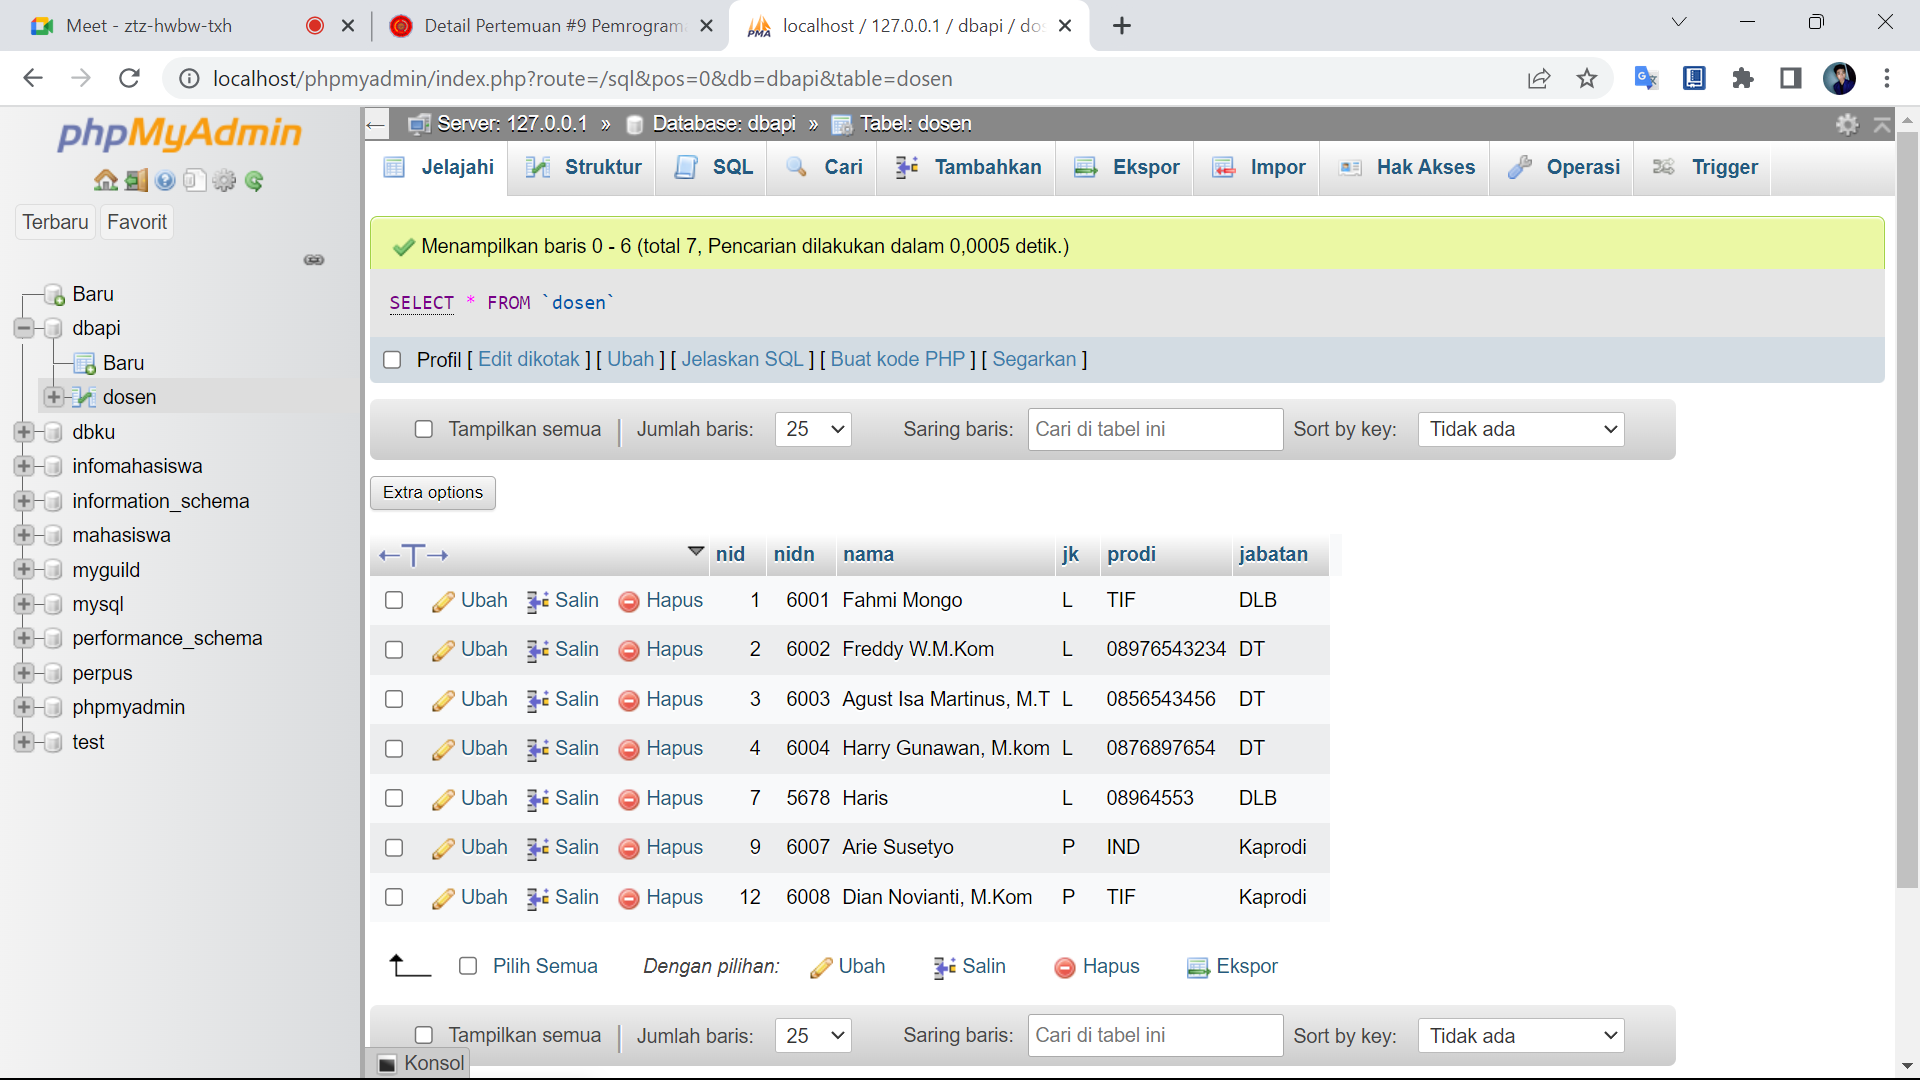 Meet - ztz-hwbw-txh
Detail Pertemuan #9 Pemrogram
localhost / 127.0.0.1 / dbapi / dos
localhost/phpmyadmin/index.php?route=/sql&pos=0&db=dbapi&table=dosen
phpMyAdmin
Terbaru Favorit
Baru
dbapi
Baru
dosen
dbku
infomahasiswa
information_schema
mahasiswa
myguild
mysql
performance_schema
perpus
phpmyadmin
test
Server: 127.0.0.1 » Database: dbapi » Tabel: dosen
Jelajahi Struktur SQL Cari Tambahkan Ekspor Impor Hak Akses Operasi Trigger
Menampilkan baris 0 - 6 (total 7, Pencarian dilakukan dalam 0,0005 detik.)
SELECT * FROM `dosen`
Profil [ Edit dikotak ] [ Ubah ] [ Jelaskan SQL ] [ Buat kode PHP ] [ Segarkan ]
Tampilkan semua | Jumlah baris: 25 Saring baris: Cari di tabel ini Sort by key: Tidak ada
Extra options
←T→ nid nidn nama jk prodi jabatan
Ubah Salin Hapus 1 6001 Fahmi Mongo L TIF DLB
Ubah Salin Hapus 2 6002 Freddy W.M.Kom L 08976543234 DT
Ubah Salin Hapus 3 6003 Agust Isa Martinus, M.T L 0856543456 DT
Ubah Salin Hapus 4 6004 Harry Gunawan, M.kom L 0876897654 DT
Ubah Salin Hapus 7 5678 Haris L 08964553 DLB
Ubah Salin Hapus 9 6007 Arie Susetyo P IND Kaprodi
Ubah Salin Hapus 12 6008 Dian Novianti, M.Kom P TIF Kaprodi
Pilih Semua Dengan pilihan: Ubah Salin Hapus Ekspor
Tampilkan semua | Jumlah baris: 25 Saring baris: Cari di tabel ini Sort by key: Tidak ada
Konsol